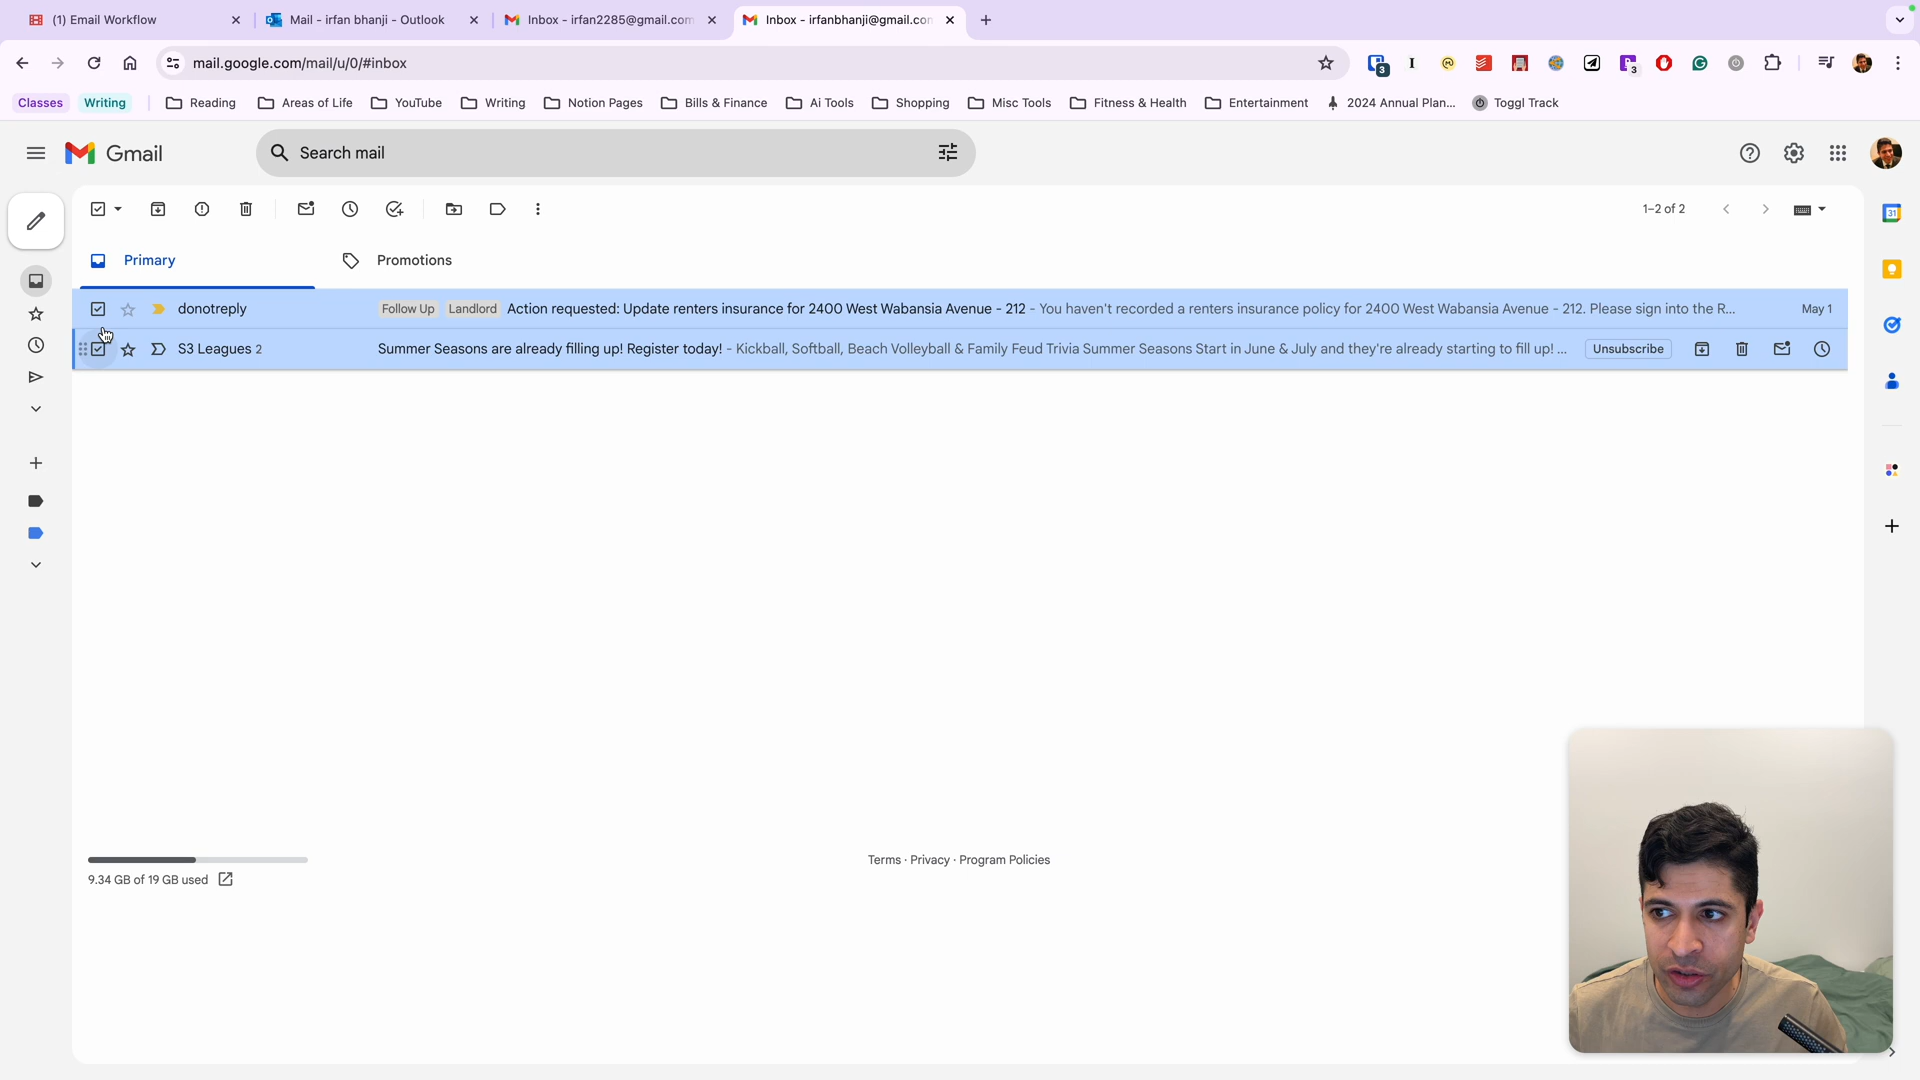 (1) Email Workflow
Mail - irfan bhanji - Outlook
Inbox - irfan2285@gmail.com
Inbox - irfanbhanji@gmail.com
mail.google.com/mail/u/0/#inbox
3
3
Classes
Writing
Reading
Areas of Life
YouTube
Writing
Notion Pages
Bills & Finance
Ai Tools
Shopping
Misc Tools
Fitness & Health
Entertainment
2024 Annual Plan...
Toggl Track
Gmail
Search mail
1–2 of 2
31
Primary
Promotions
donotreply Follow Up Landlord Action requested: Update renters insurance for 2400 West Wabansia Avenue - 212 - You haven't recorded a renters insurance policy for 2400 West Wabansia Avenue - 212. Please sign into the R... May 1
S3 Leagues 2 Summer Seasons are already filling up! Register today! - Kickball, Softball, Beach Volleyball & Family Feud Trivia Summer Seasons Start in June & July and they're already starting to fill up! ... Unsubscribe
Terms · Privacy · Program Policies
9.34 GB of 19 GB used